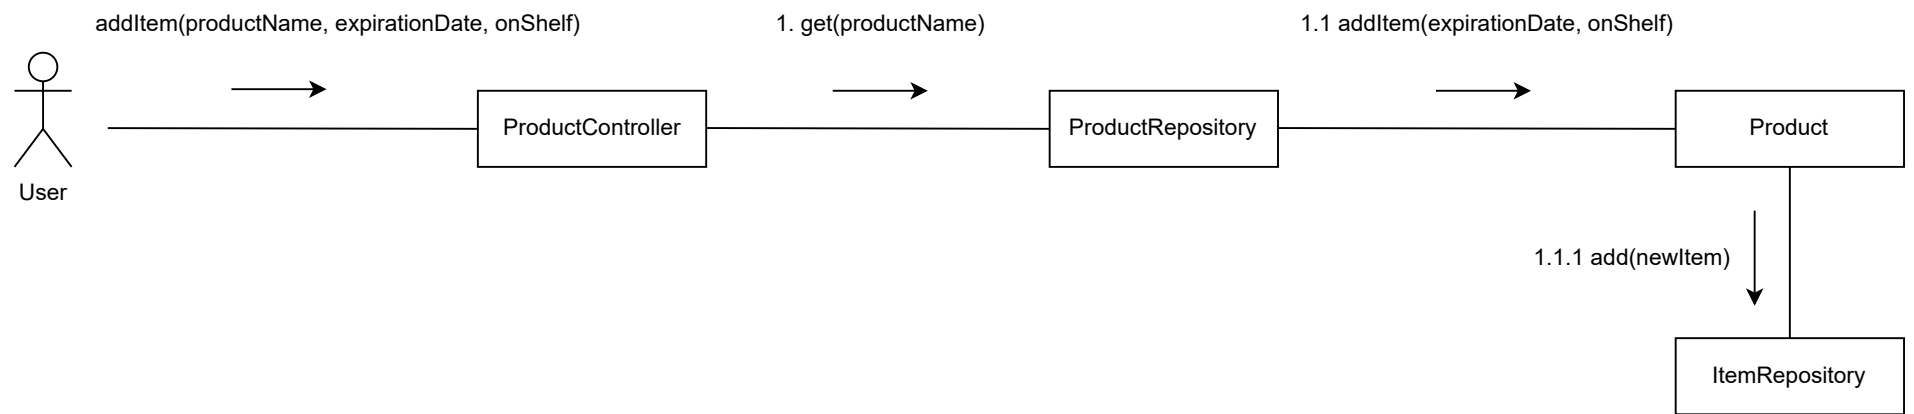 addItem(productName, expirationDate, onShelf)
1. get(productName)
1.1 addItem(expirationDate, onShelf)
ProductController
ProductRepository
Product
User
1.1.1 add(newItem)
ItemRepository